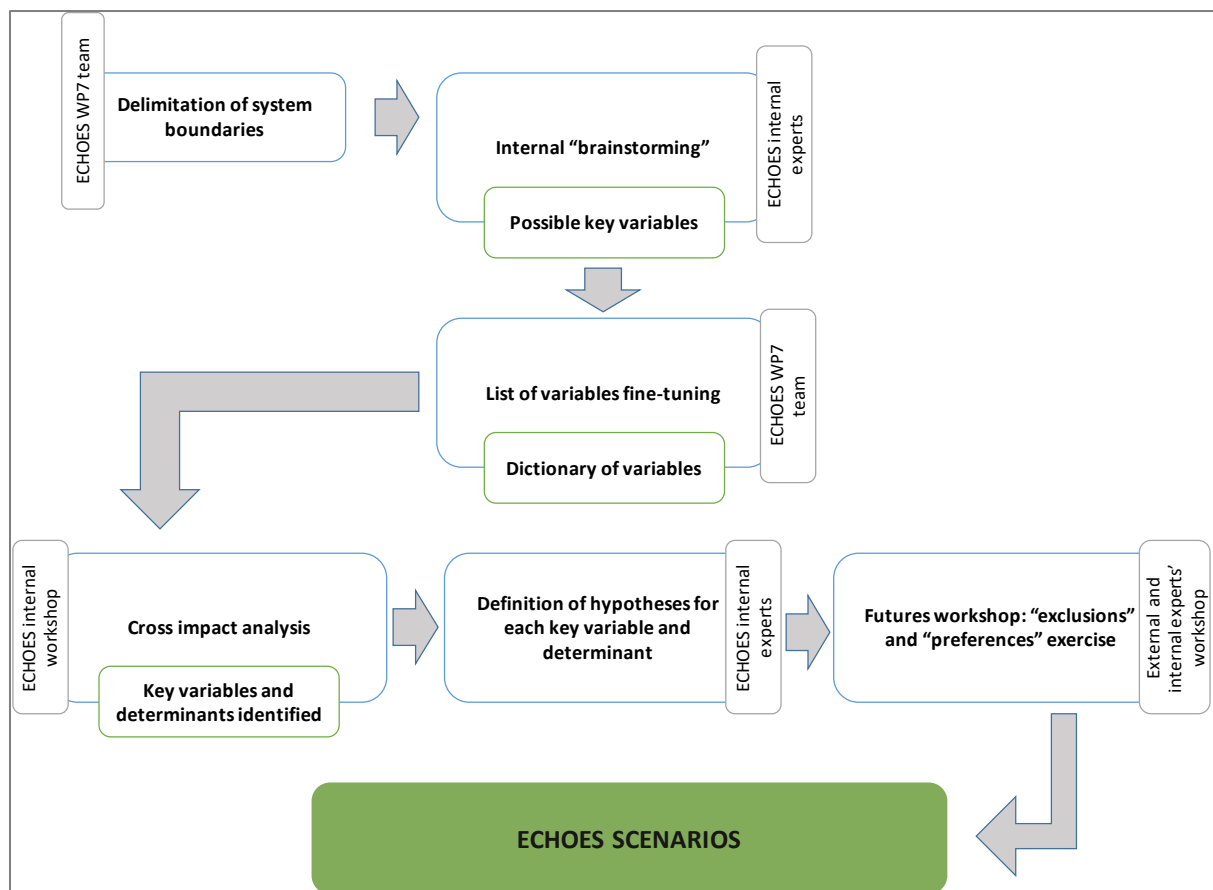 ECHOES WP7 team
Delimitation of system
boundaries
Internal “brainstorming”
Possible key variables
ECHOES internal
experts
List of variables fine-tuning
Dictionary of variables
ECHOES WP7
team
ECHOES internal
workshop
Cross impact analysis
Key variables and
determinants identified
Definition of hypotheses for
each key variable and
determinant
ECHOES internal
experts
Futures workshop: “exclusions”
and “preferences” exercise
External and
internal experts’
workshop
ECHOES SCENARIOS